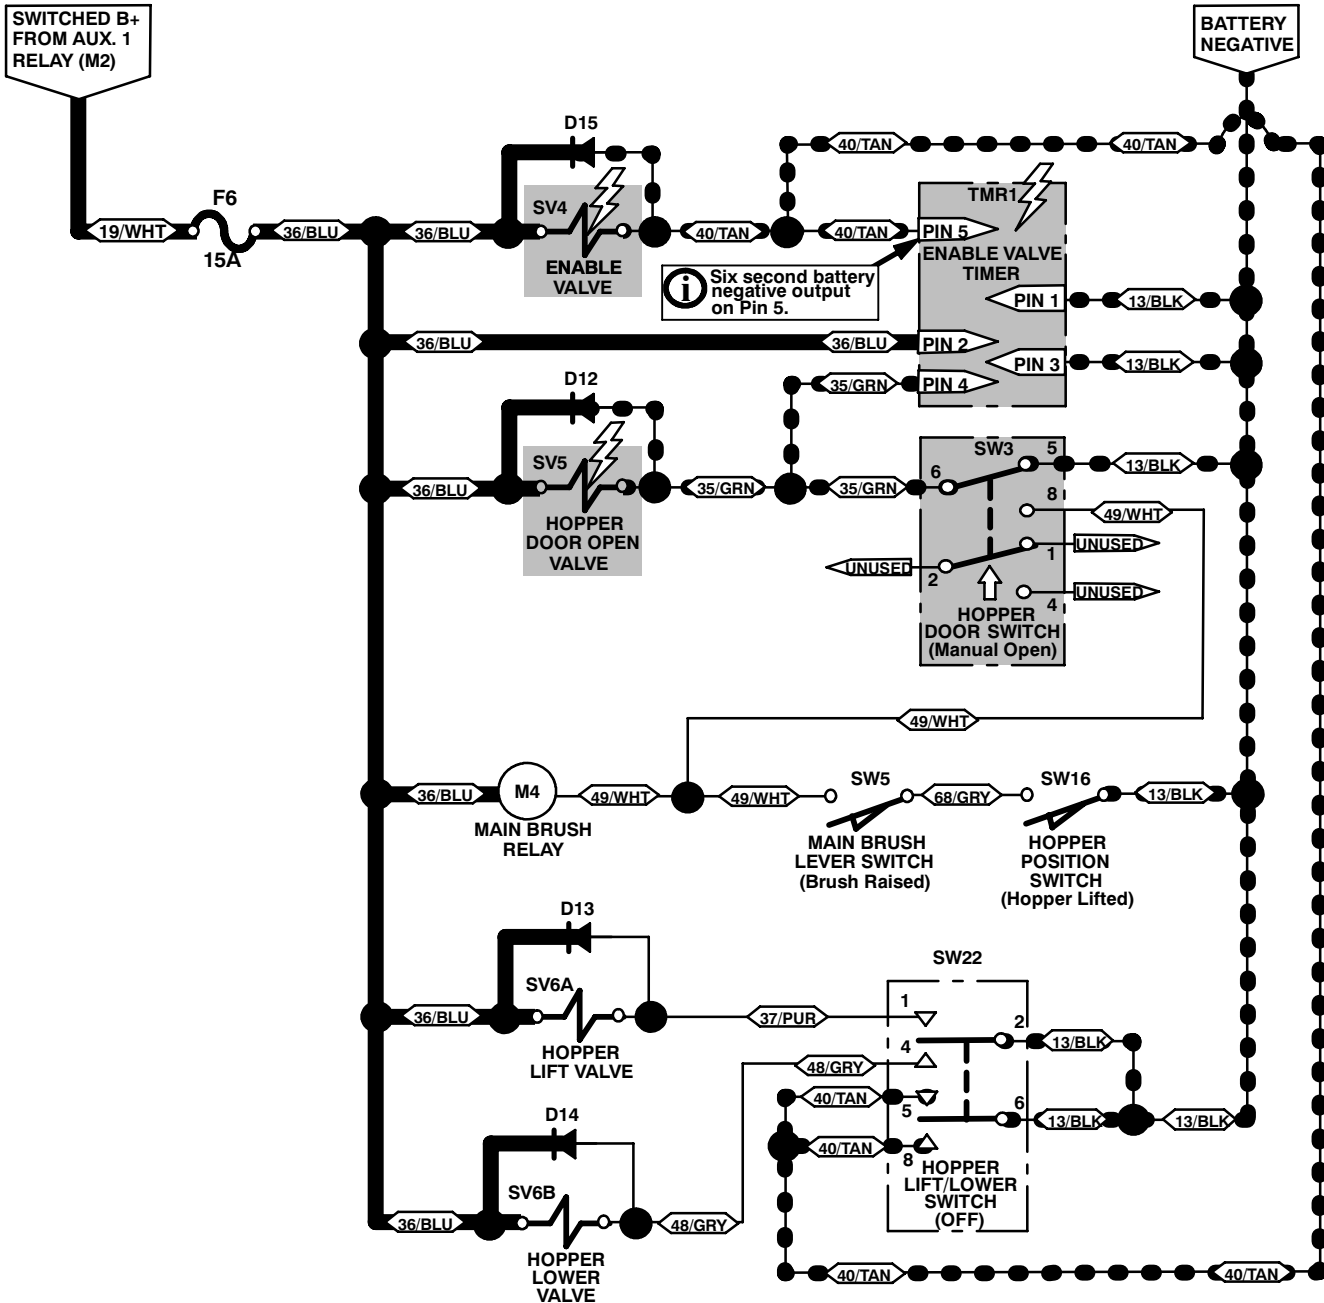 SWITCHED B+
FROM AUX. 1
RELAY (M2)
BATTERY
NEGATIVE
D15
40/TAN
40/TAN
F6
19/WHT
36/BLU
36/BLU
15A
SV4
ENABLE
VALVE
40/TAN
40/TAN
TMR1
PIN 5
ENABLE VALVE
TIMER
i
Six second battery
negative output
on Pin 5.
PIN 1
13/BLK
36/BLU
36/BLU
PIN 2
PIN 3
13/BLK
D12
35/GRN
PIN 4
36/BLU
SV5
HOPPER
DOOR OPEN
VALVE
35/GRN
35/GRN
SW3
5
6
13/BLK
8
49/WHT
1
UNUSED
UNUSED
2
4
UNUSED
HOPPER
DOOR SWITCH
(Manual Open)
49/WHT
36/BLU
M4
MAIN BRUSH
RELAY
49/WHT
49/WHT
SW5
68/GRY
SW16
13/BLK
MAIN BRUSH
LEVER SWITCH
(Brush Raised)
HOPPER
POSITION
SWITCH
(Hopper Lifted)
D13
SV6A
36/BLU
HOPPER
LIFT VALVE
37/PUR
SW22
1
2
13/BLK
4
48/GRY
40/TAN
5
6
13/BLK
13/BLK
40/TAN
8
HOPPER
LIFT/LOWER
SWITCH
(OFF)
D14
SV6B
36/BLU
48/GRY
HOPPER
LOWER
VALVE
40/TAN
40/TAN